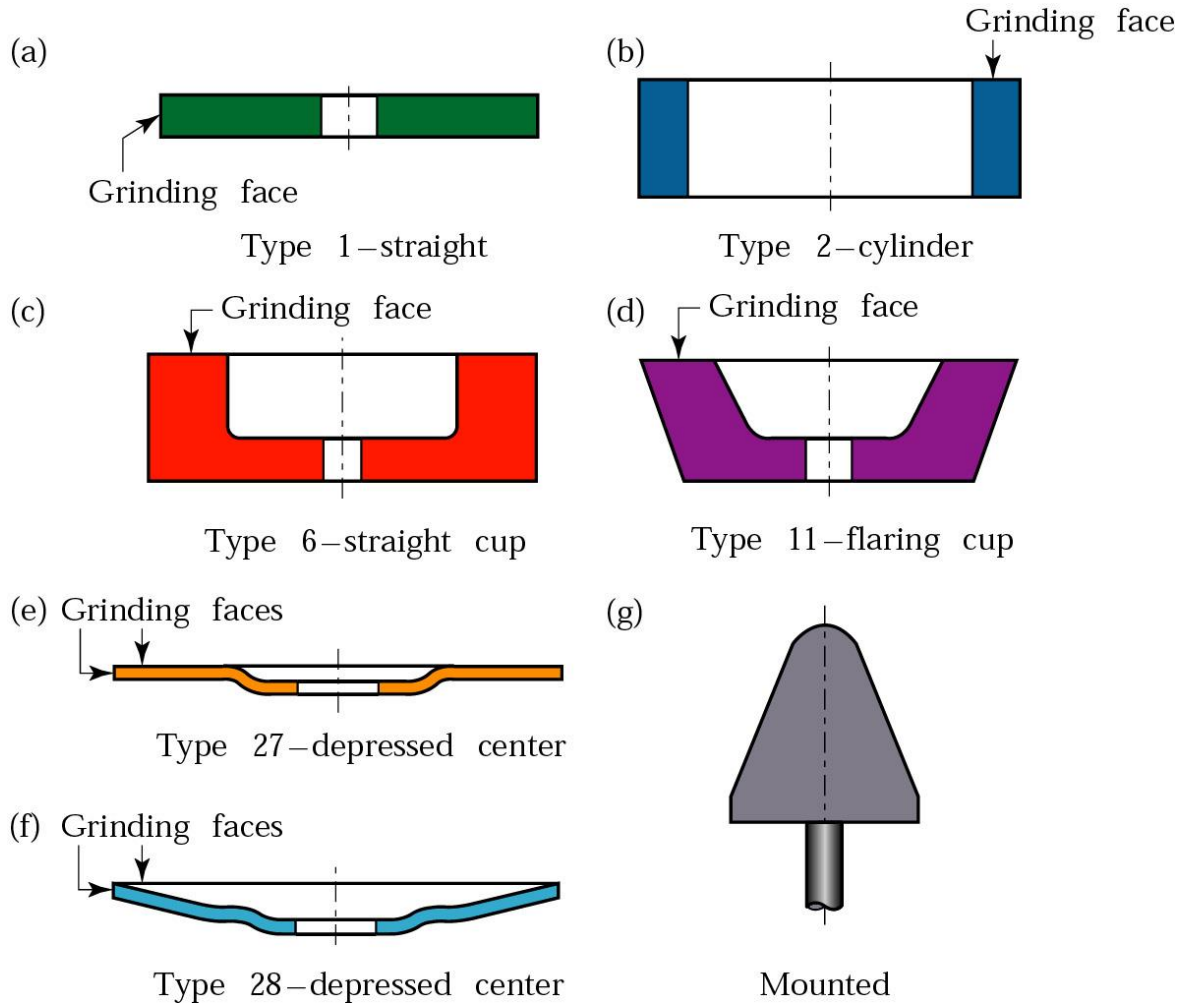 (a)
Grinding face
Type 1–straight
(b)
Grinding face
Type 2–cylinder
(c)
Grinding face
Type 6–straight cup
(d)
Grinding face
Type 11–flaring cup
(e)
Grinding faces
Type 27–depressed center
(f)
Grinding faces
Type 28–depressed center
(g)
Mounted